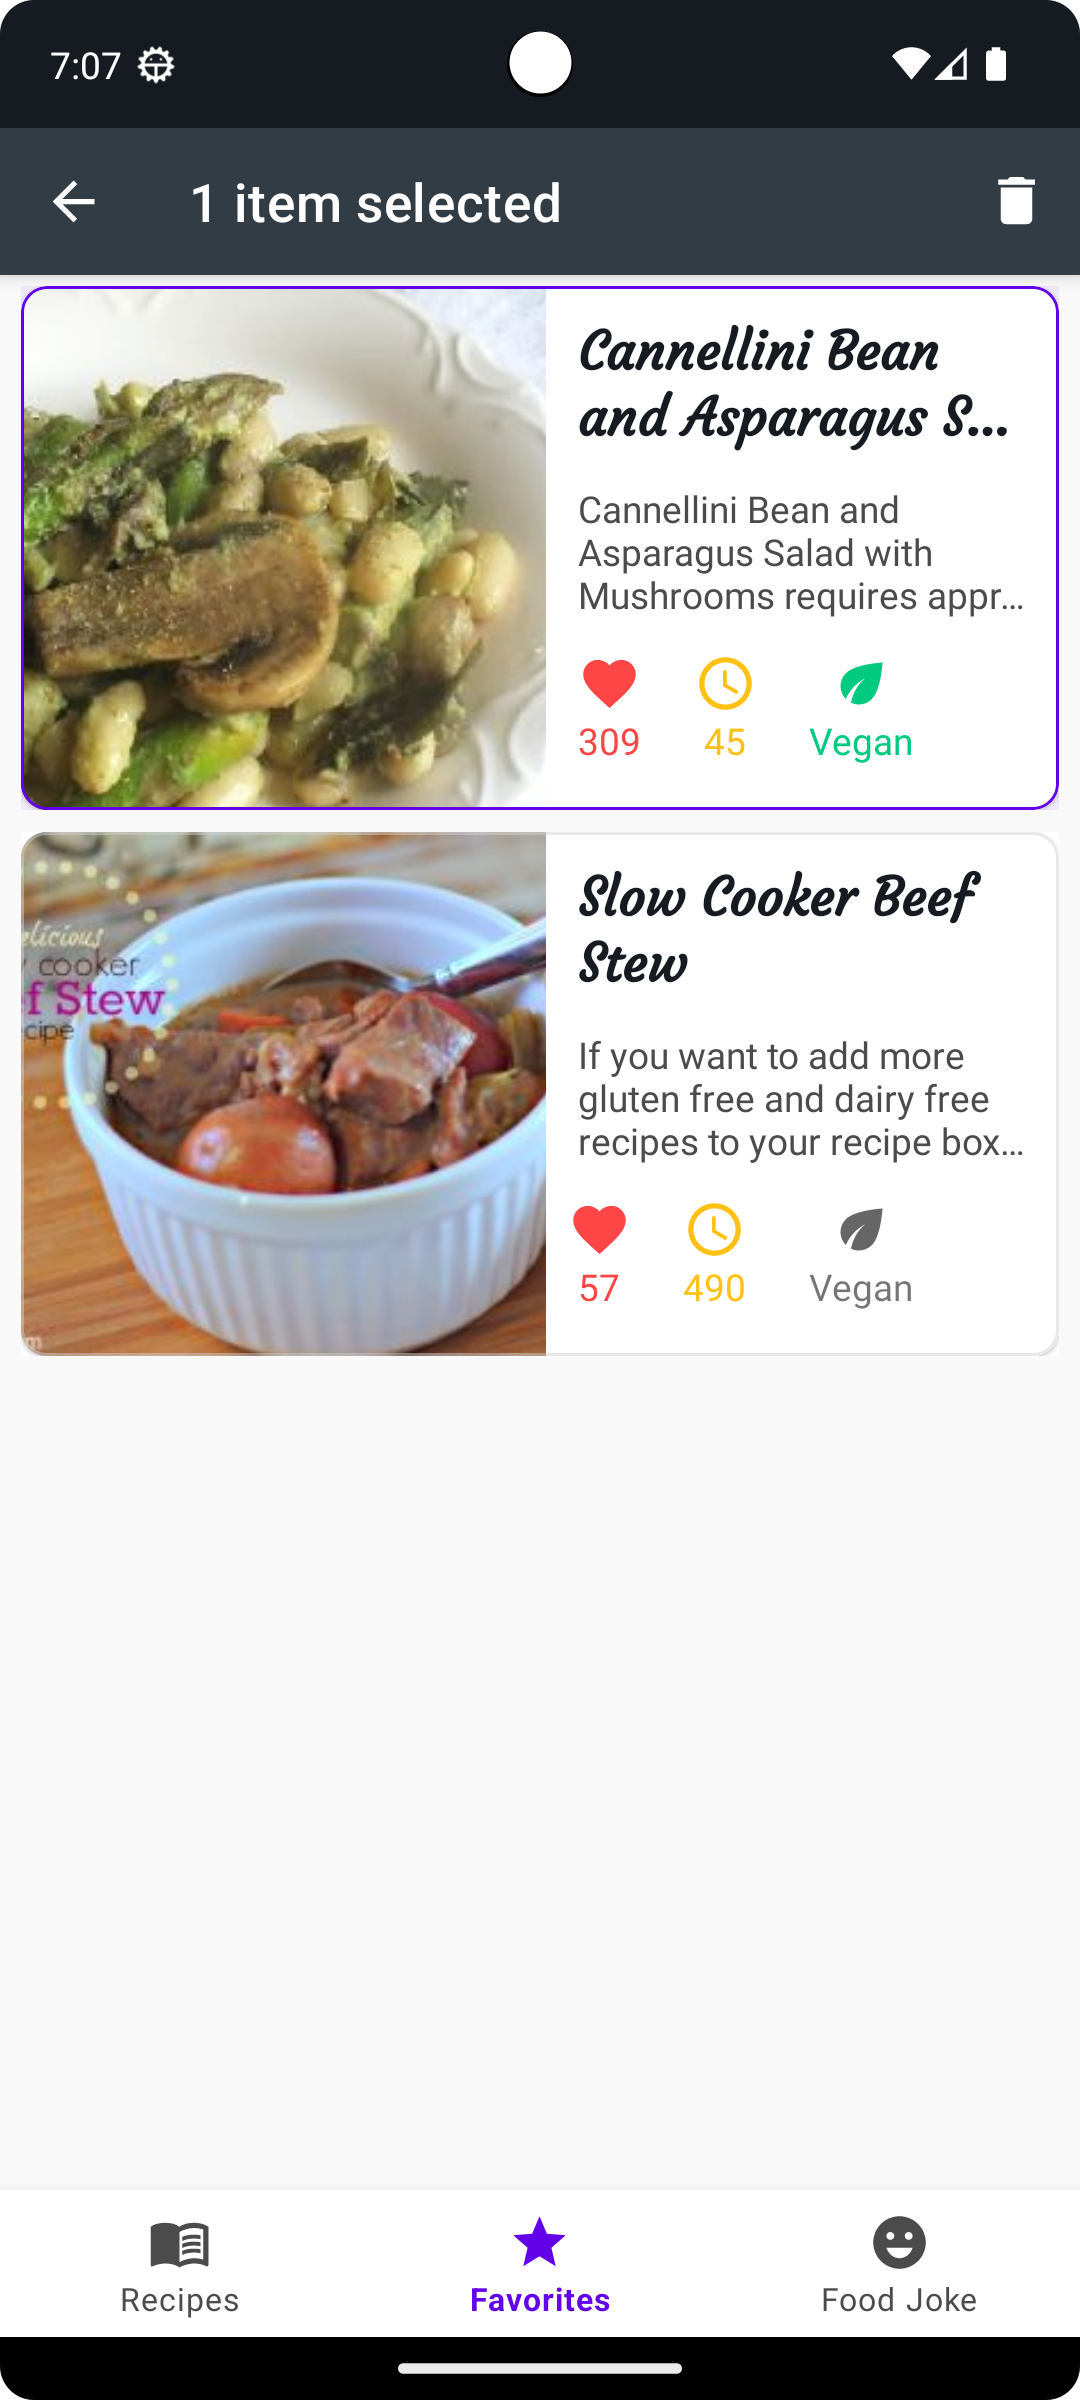 7:07
1 item selected
Cannellini Bean
and Asparagus S...
Cannellini Bean and
Asparagus Salad with
Mushrooms requires appr...
309
45
Vegan
elicious
cooker
f Stew
cipe
m
Slow Cooker Beef
Stew
If you want to add more
gluten free and dairy free
recipes to your recipe box...
57
490
Vegan
Recipes
Favorites
Food Joke